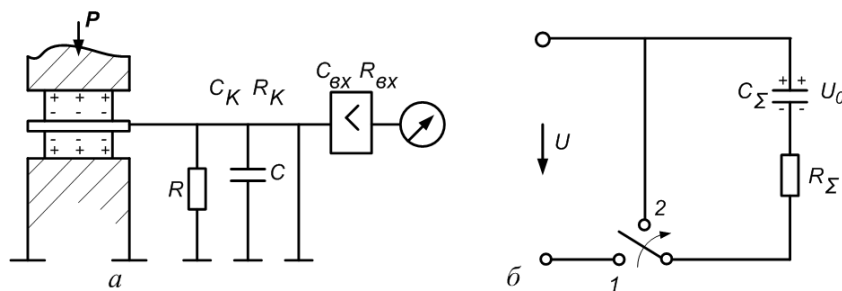 P
+ + +
- - -
- - -
+ + +
C_K R_K
C_вх R_вх
<
R
C
а
C_Σ
+ +
- -
U_0
U
R_Σ
2
1
б